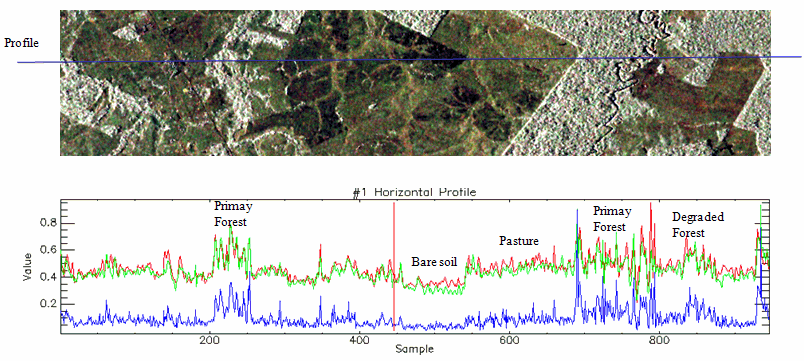 Profile
#1 Horizontal Profile
Primay
Forest
Primay
Forest
Degraded
Forest
Bare soil
Pasture
Value
0.8
0.6
0.4
0.2
200
400
600
800
Sample